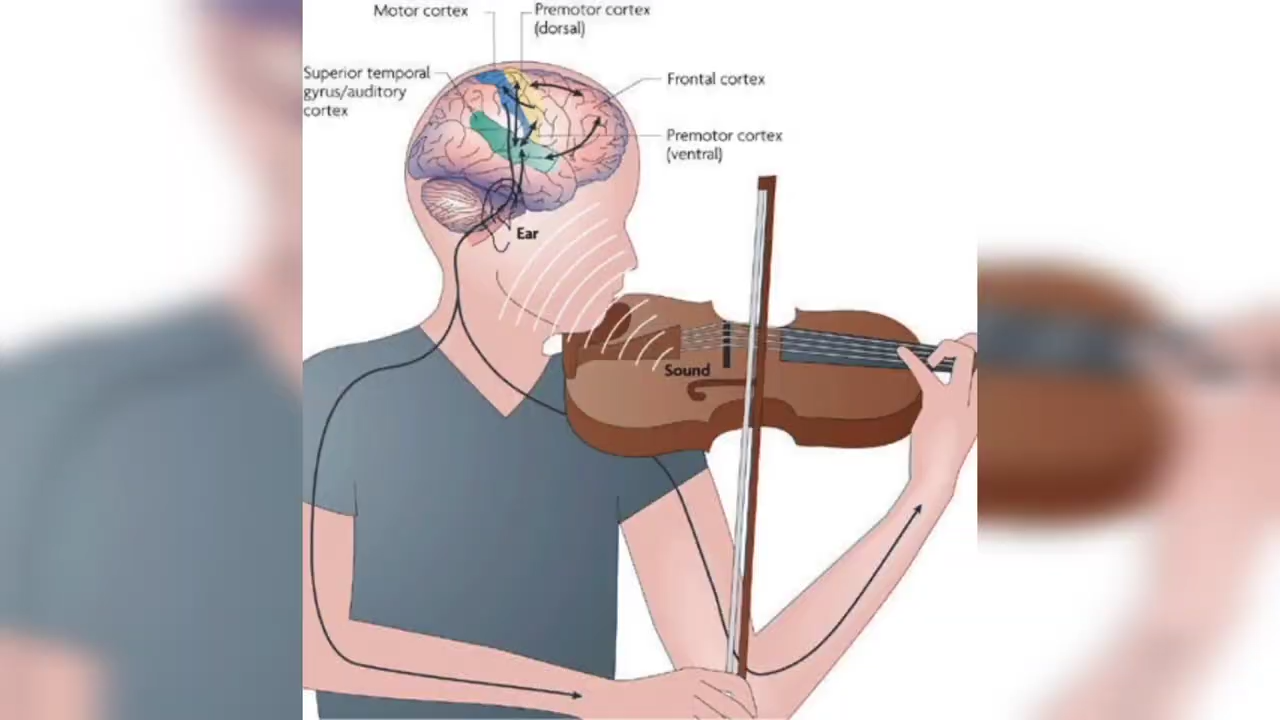 Motor cortex
Premotor cortex
(dorsal)
Superior temporal
gyrus/auditory
cortex
Frontal cortex
Premotor cortex
(ventral)
Ear
Sound